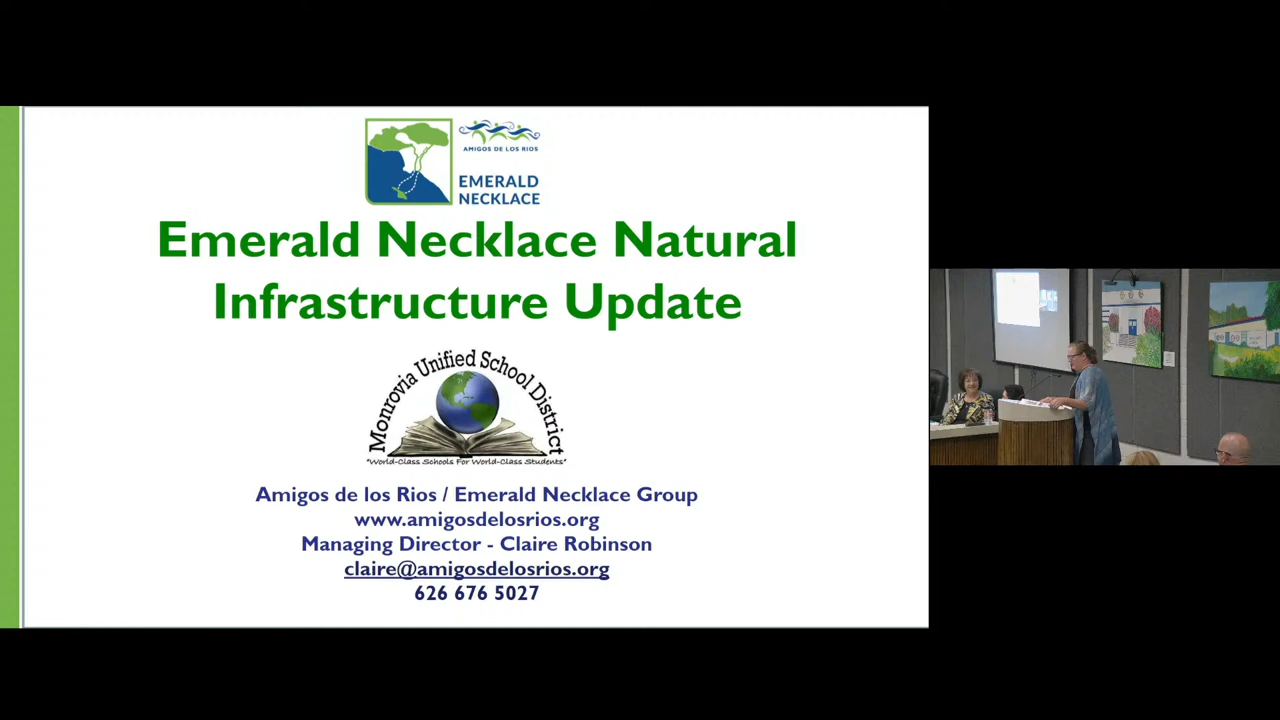 AMIGOS DE LOS RIOS
EMERALD
NECKLACE
Emerald Necklace Natural
Infrastructure Update
Monrovia Unified School District
"World-Class Schools For World-Class Students"
Amigos de los Rios / Emerald Necklace Group
www.amigosdelosrios.org
Managing Director - Claire Robinson
claire@amigosdelosrios.org
626 676 5027